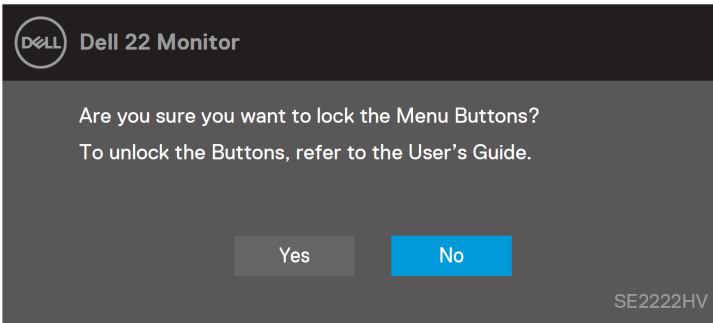 DELL Dell 22 Monitor
Are you sure you want to lock the Menu Buttons?
To unlock the Buttons, refer to the User’s Guide.
Yes No
SE2222HV